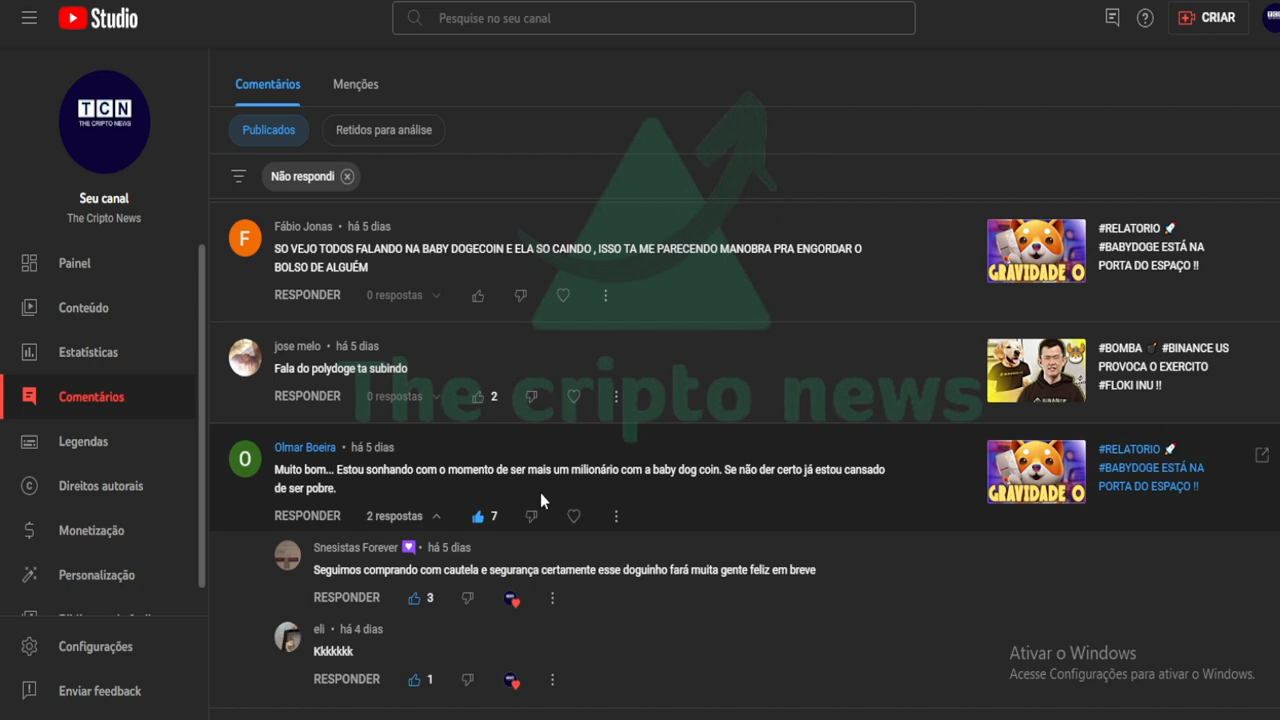 Studio
Pesquise no seu canal
CRIAR
TCN
THE CRIPTO NEWS
Seu canal
The Cripto News
Painel
Conteúdo
Estatísticas
Comentários
Legendas
Direitos autorais
Monetização
Personalização
Configurações
Enviar feedback
Comentários
Menções
Publicados
Retidos para análise
Não respondi
Fábio Jonas • há 5 dias
SO VEJO TODOS FALANDO NA BABY DOGECOIN E ELA SO CAINDO , ISSO TA ME PARECENDO MANOBRA PRA ENGORDAR O
BOLSO DE ALGUÉM
RESPONDER 0 respostas
GRAVIDADE 0
#RELATORIO 🚀
#BABYDOGE ESTÁ NA
PORTA DO ESPAÇO !!
jose melo • há 5 dias
Fala do polydoge ta subindo
RESPONDER 0 respostas 2
#BOMBA 💣 #BINANCE US
PROVOCA O EXERCITO
#FLOKI INU !!
The cripto news
Olmar Boeira • há 5 dias
Muito bom... Estou sonhando com o momento de ser mais um milionário com a baby dog coin. Se não der certo já estou cansado
de ser pobre.
RESPONDER 2 respostas 7
GRAVIDADE 0
#RELATORIO 🚀
#BABYDOGE ESTÁ NA
PORTA DO ESPAÇO !!
Snesistas Forever 💜 • há 5 dias
Seguimos comprando com cautela e segurança certamente esse doguinho fará muita gente feliz em breve
RESPONDER 3
eli • há 4 dias
Kkkkkkk
RESPONDER 1
Ativar o Windows
Acesse Configurações para ativar o Windows.